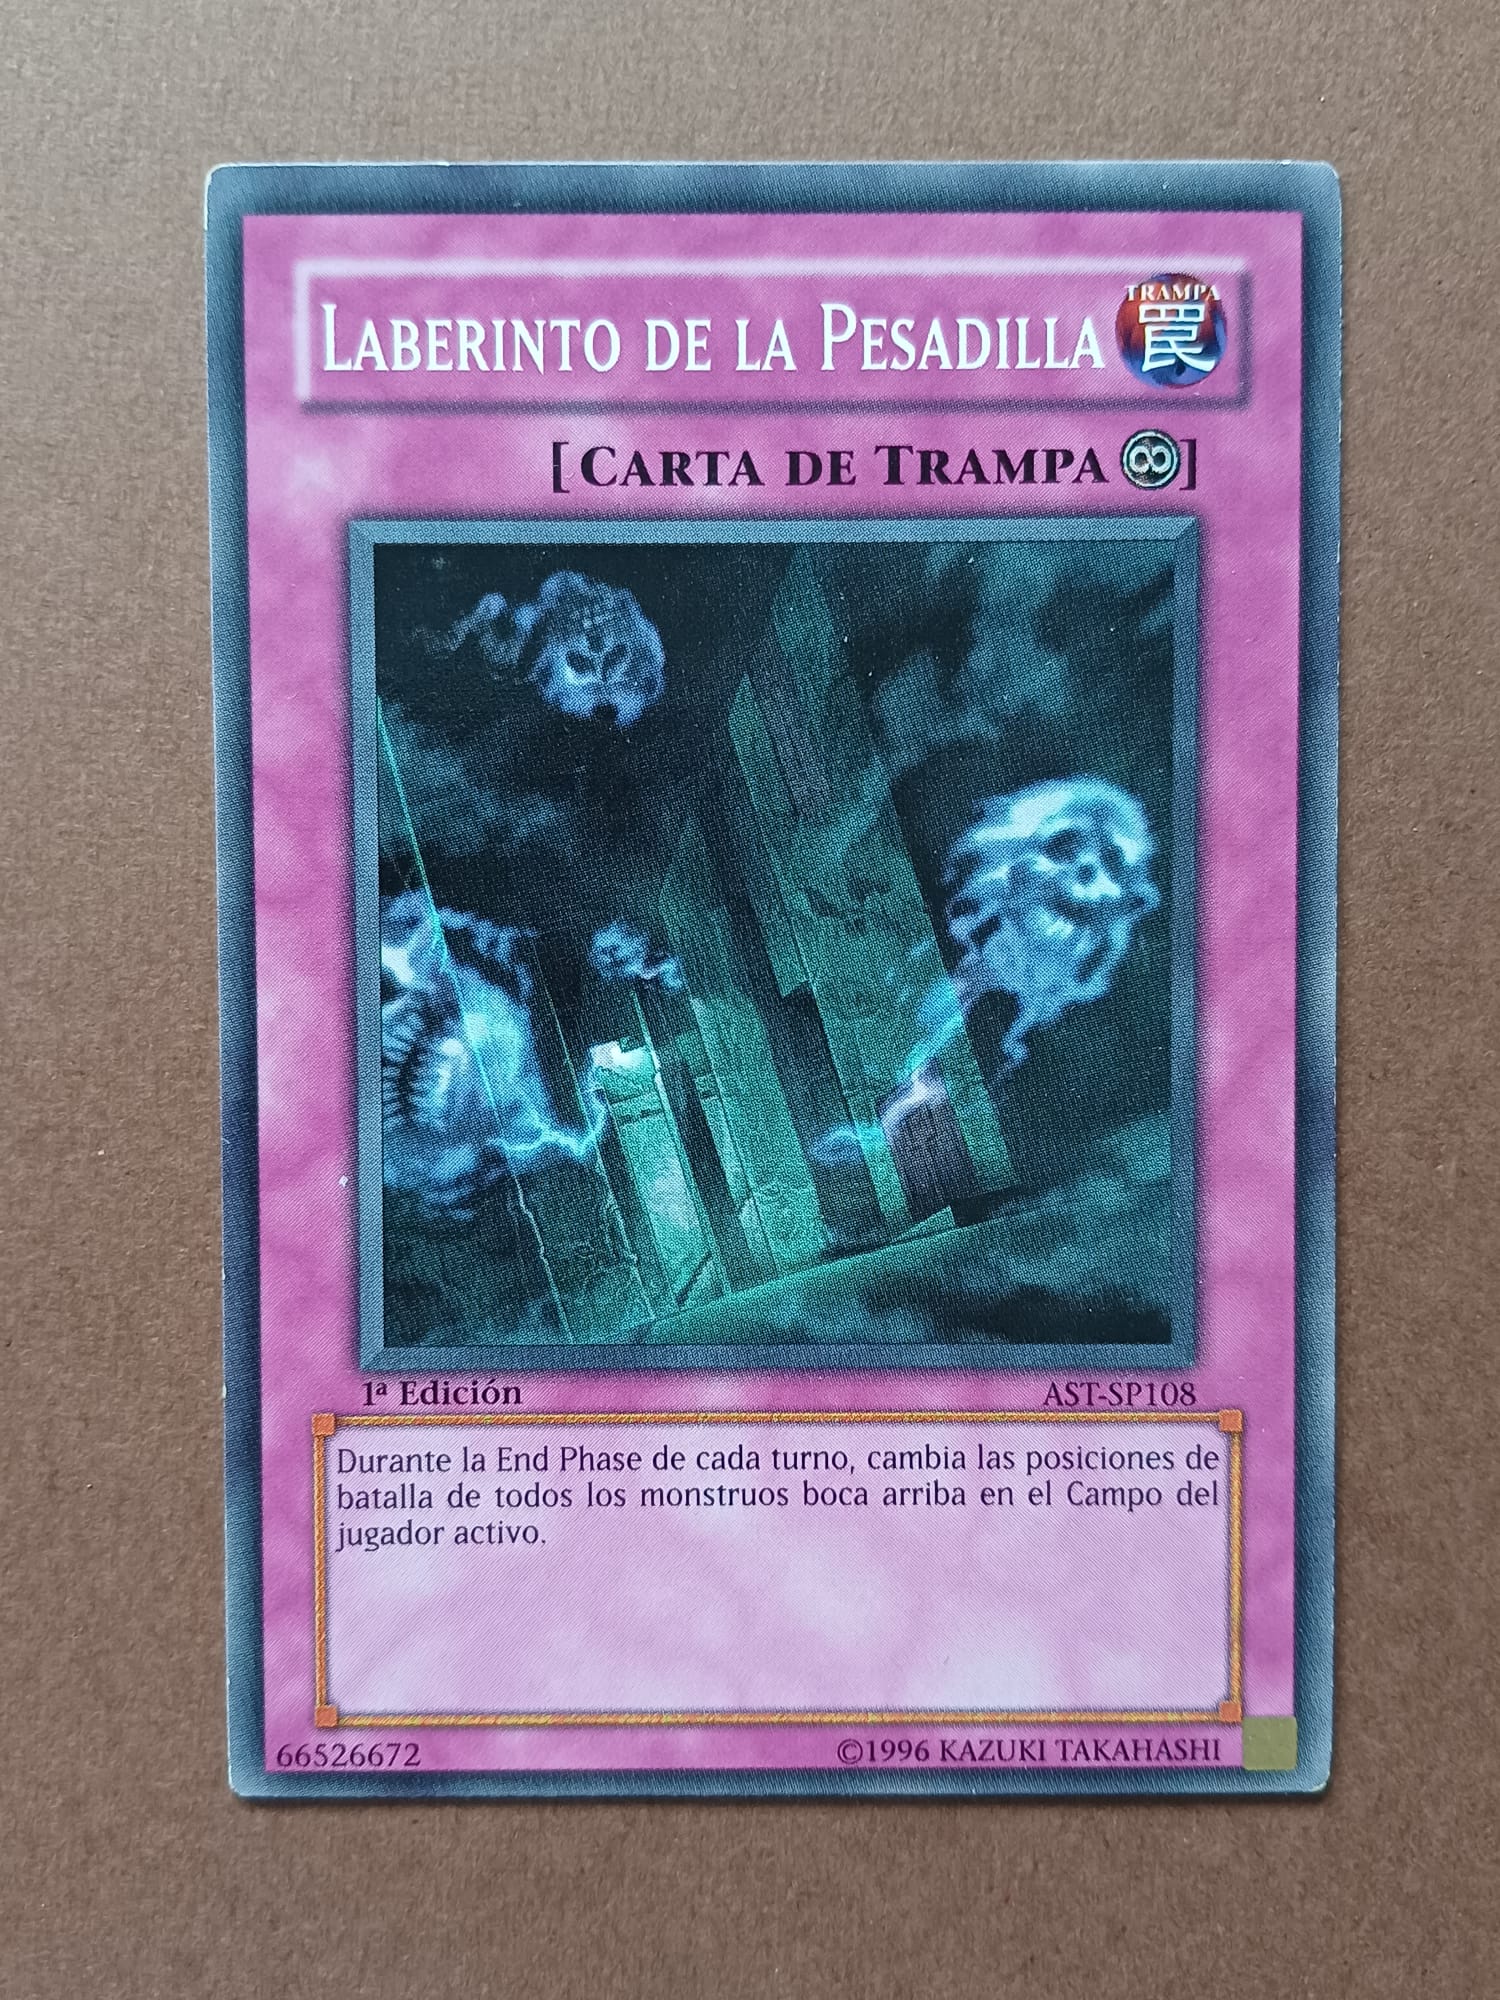 LABERINTO DE LA PESADILLA
TRAMPA
罠
[CARTA DE TRAMPA ∞]
1ª Edición
AST-SP108
Durante la End Phase de cada turno, cambia las posiciones de
batalla de todos los monstruos boca arriba en el Campo del
jugador activo.
66526672
©1996 KAZUKI TAKAHASHI